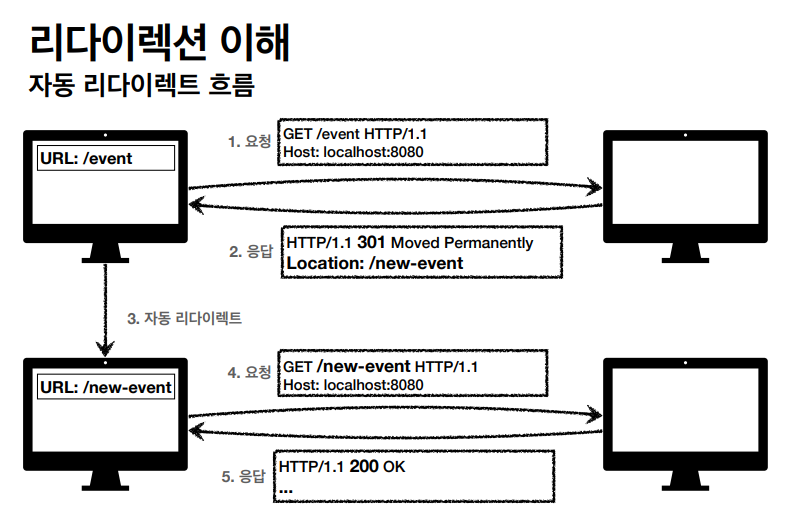 리다이렉션 이해
자동 리다이렉트 흐름
URL: /event
1. 요청
GET /event HTTP/1.1
Host: localhost:8080
2. 응답
HTTP/1.1 301 Moved Permanently
Location: /new-event
3. 자동 리다이렉트
URL: /new-event
4. 요청
GET /new-event HTTP/1.1
Host: localhost:8080
5. 응답
HTTP/1.1 200 OK
...